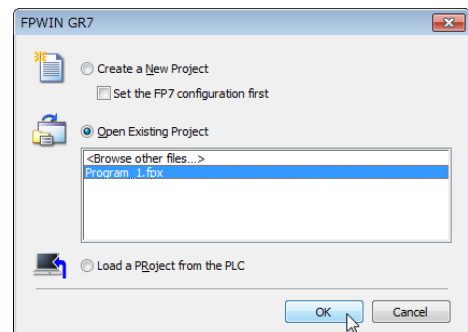 FPWIN GR7
Create a New Project
Set the FP7 configuration first
Open Existing Project
<Browse other files...>
Program_1.fpx
Load a PRoject from the PLC
OK
Cancel